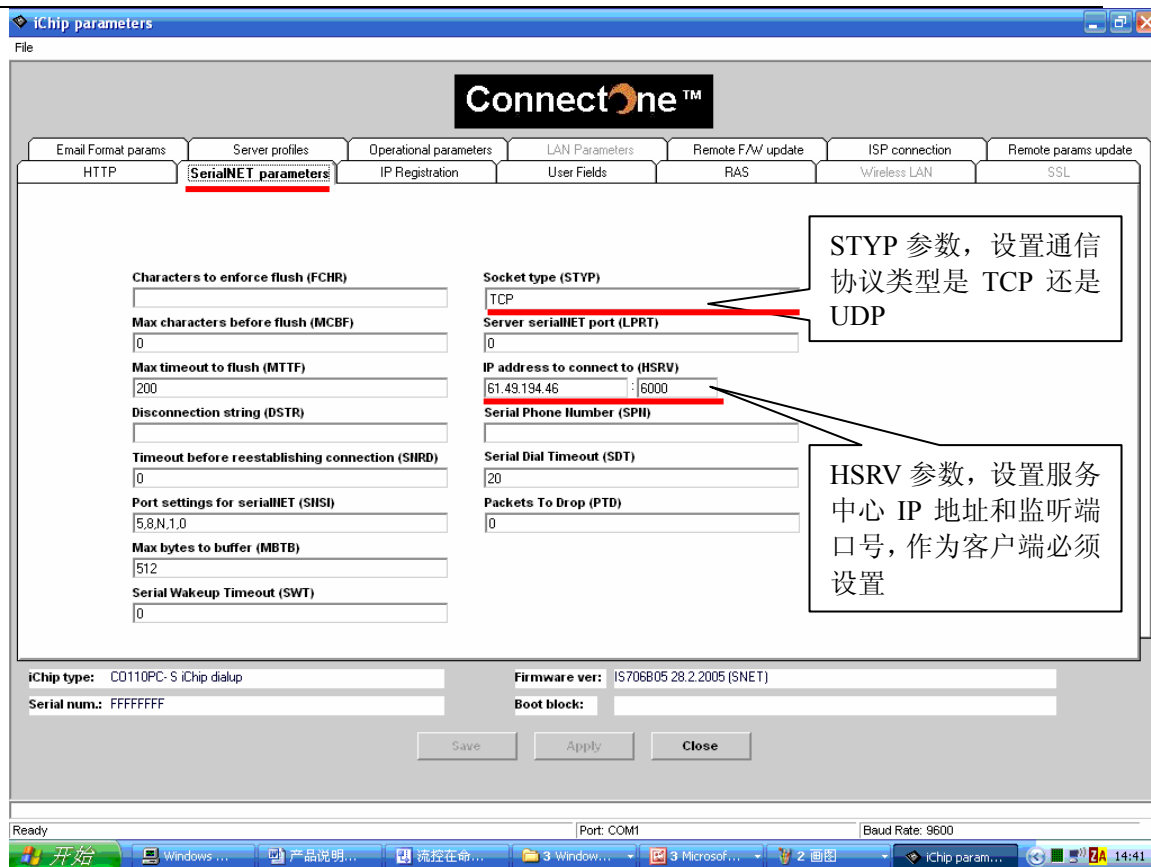 iChip parameters
File
ConnectOne™
Email Format params
Server profiles
Operational parameters
LAN Parameters
Remote F/W update
ISP connection
Remote params update
HTTP
SerialNET parameters
IP Registration
User Fields
RAS
Wireless LAN
SSL
Characters to enforce flush (FCHR)
Max characters before flush (MCBF)
0
Max timeout to flush (MTTF)
200
Disconnection string (DSTR)
Timeout before reestablishing connection (SNRD)
0
Port settings for serialNET (SNSI)
5,8,N,1,0
Max bytes to buffer (MBTB)
512
Serial Wakeup Timeout (SWT)
0
Socket type (STYP)
TCP
Server serialNET port (LPRT)
0
IP address to connect to (HSRV)
61.49.194.46 : 6000
Serial Phone Number (SPN)
Serial Dial Timeout (SDT)
20
Packets To Drop (PTD)
0
STYP 参数，设置通信
协议类型是 TCP 还是
UDP
HSRV 参数，设置服务
中心 IP 地址和监听端
口号，作为客户端必须
设置
iChip type: CO110PC-S iChip dialup
Firmware ver: IS706B05 28.2.2005 (SNET)
Serial num.: FFFFFFFF
Boot block:
Save
Apply
Close
Ready
Port: COM1
Baud Rate: 9600
开始
Windows ...
产品说明...
流控在命...
3 Window...
3 Microsof...
2 画图
iChip param...
14:41